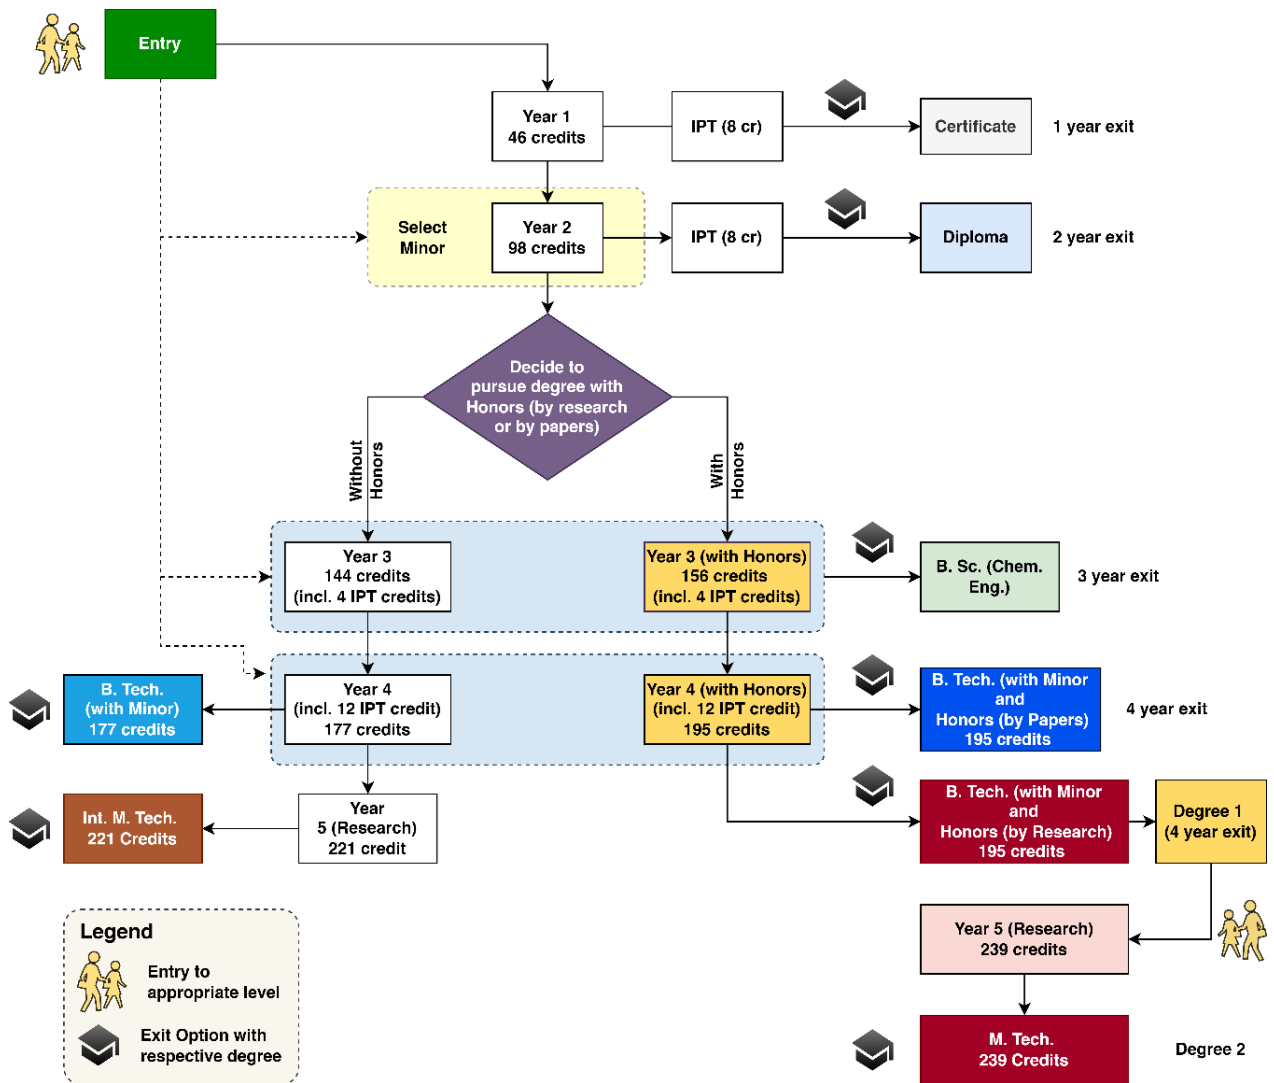 Entry
Year 1
46 credits
IPT (8 cr)
Certificate
1 year exit
Select
Minor
Year 2
98 credits
IPT (8 cr)
Diploma
2 year exit
Decide to
pursue degree with
Honors (by research
or by papers)
Without
Honors
With
Honors
Year 3
144 credits
(incl. 4 IPT credits)
Year 3 (with Honors)
156 credits
(incl. 4 IPT credits)
B. Sc. (Chem.
Eng.)
3 year exit
B. Tech.
(with Minor)
177 credits
Year 4
(incl. 12 IPT credit)
177 credits
Year 4 (with Honors)
(incl. 12 IPT credit)
195 credits
B. Tech. (with Minor
and
Honors (by Papers)
195 credits
4 year exit
Int. M. Tech.
221 Credits
Year
5 (Research)
221 credit
B. Tech. (with Minor
and
Honors (by Research)
195 credits
Degree 1
(4 year exit)
Year 5 (Research)
239 credits
M. Tech.
239 Credits
Degree 2
Legend
Entry to
appropriate level
Exit Option with
respective degree